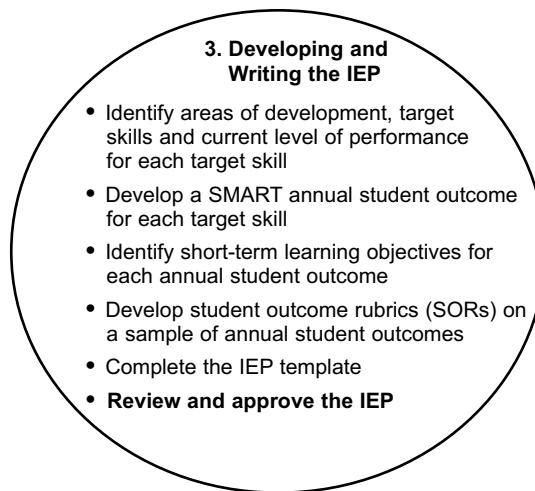 3. Developing and
Writing the IEP
• Identify areas of development, target
skills and current level of performance
for each target skill
• Develop a SMART annual student outcome
for each target skill
• Identify short-term learning objectives for
each annual student outcome
• Develop student outcome rubrics (SORs) on
a sample of annual student outcomes
• Complete the IEP template
• Review and approve the IEP